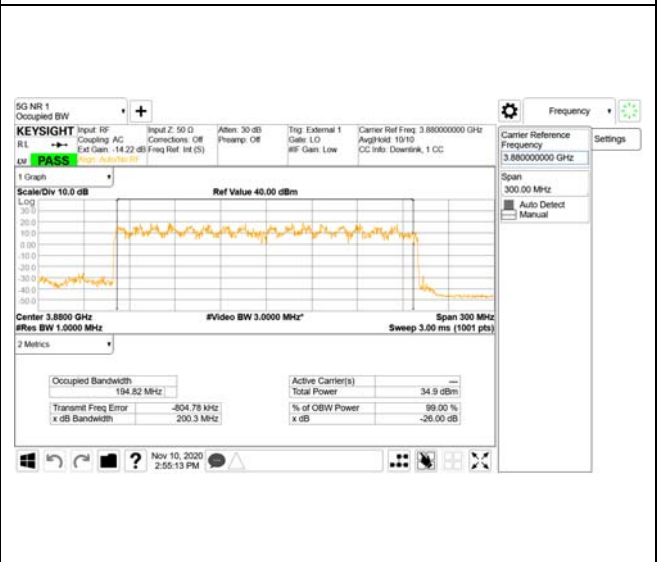 5G NR 1
Occupied BW
+
Frequency
KEYSIGHT Input: RF Input Z: 50 Ω Atten: 30 dB Trig: External 1 Carrier Ref Freq: 3.880000000 GHz
RL Coupling: AC Corrections: Off Preamp: Off Gate: LO Avg|Hold: 10/10
Ext Gain: -14.22 dB Freq Ref: Int (S) #IF Gain: Low CC Info: Downlink, 1 CC
PASS Align: Auto/No RF
Carrier Reference Frequency
3.880000000 GHz
Settings
Span
300.00 MHz
Auto Detect
Manual
1 Graph
Scale/Div 10.0 dB Ref Value 40.00 dBm
Log
30.0
20.0
10.0
0.00
-10.0
-20.0
-30.0
-40.0
-50.0
Center 3.8800 GHz #Video BW 3.0000 MHz* Span 300 MHz
#Res BW 1.0000 MHz Sweep 3.00 ms (1001 pts)
2 Metrics
Occupied Bandwidth
194.82 MHz
Active Carrier(s) ---
Total Power 34.9 dBm
Transmit Freq Error -804.78 kHz % of OBW Power 99.00 %
x dB Bandwidth 200.3 MHz x dB -26.00 dB
? Nov 10, 2020
2:55:13 PM